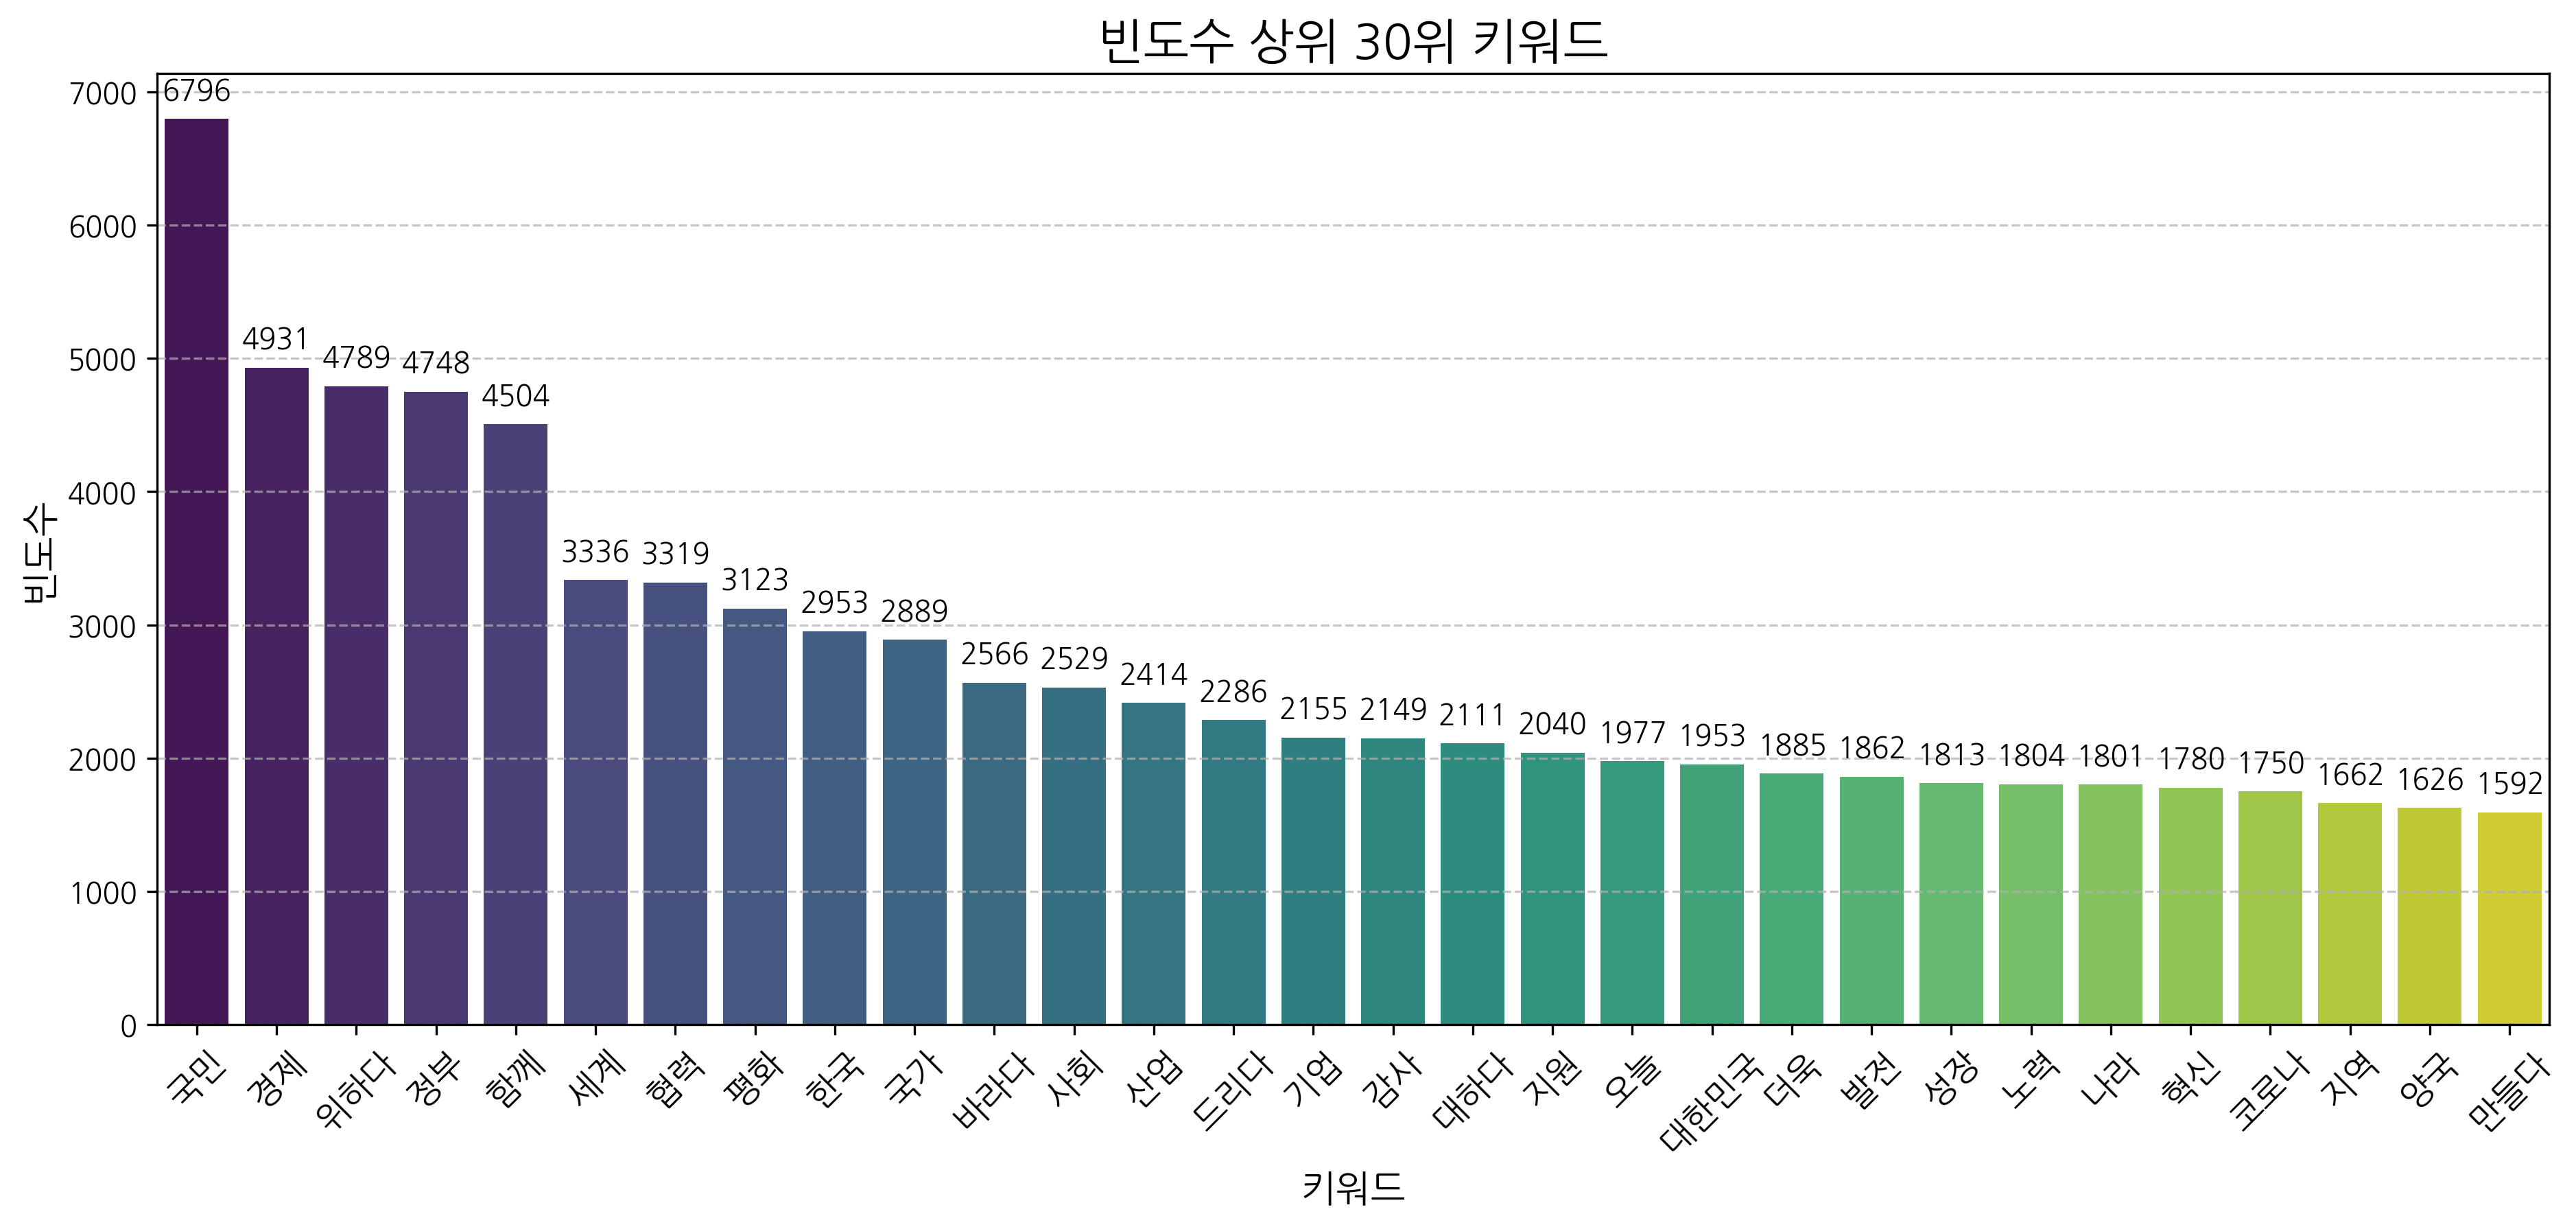 빈도수 상위 30위 키워드
빈도수
7000
6000
5000
4000
3000
2000
1000
0
6796
4931
4789
4748
4504
3336
3319
3123
2953
2889
2566
2529
2414
2286
2155
2149
2111
2040
1977
1953
1885
1862
1813
1804
1801
1780
1750
1662
1626
1592
국민
경제
위하다
정부
함께
세계
협력
평화
한국
국가
바라다
사회
산업
드리다
기업
감사
대하다
지원
오늘
대한민국
더욱
발전
성장
노력
나라
혁신
코로나
지역
양국
만들다
키워드